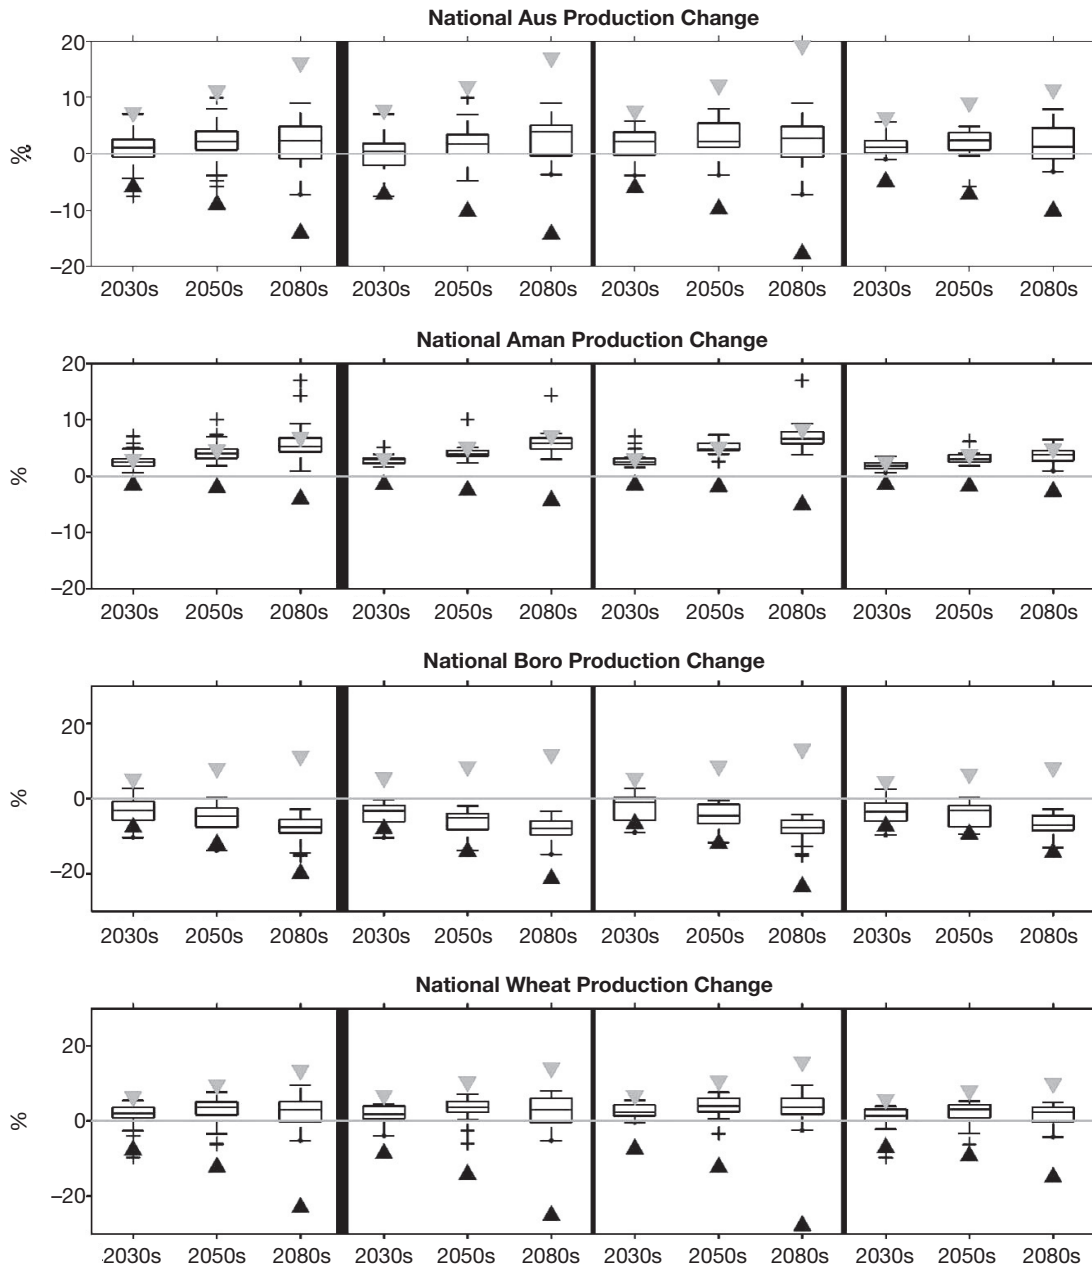 National Aus Production Change
20
10
0
−10
−20
%
2030s 2050s 2080s 2030s 2050s 2080s 2030s 2050s 2080s 2030s 2050s 2080s
National Aman Production Change
20
10
0
−10
−20
%
2030s 2050s 2080s 2030s 2050s 2080s 2030s 2050s 2080s 2030s 2050s 2080s
National Boro Production Change
20
0
−20
%
2030s 2050s 2080s 2030s 2050s 2080s 2030s 2050s 2080s 2030s 2050s 2080s
National Wheat Production Change
20
0
−20
%
2030s 2050s 2080s 2030s 2050s 2080s 2030s 2050s 2080s 2030s 2050s 2080s